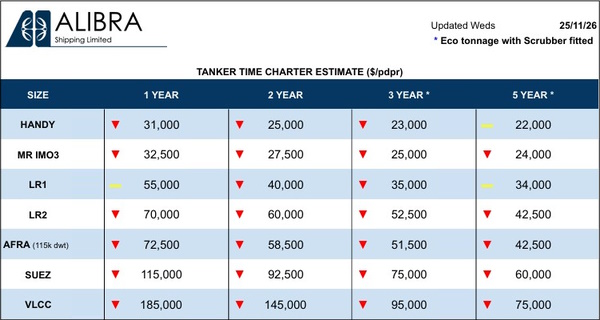 ALIBRA
Shipping Limited
Updated Weds 25/11/26
* Eco tonnage with Scrubber fitted
TANKER TIME CHARTER ESTIMATE ($/pdpr)
SIZE 1 YEAR 2 YEAR 3 YEAR * 5 YEAR *
HANDY 31,000 25,000 23,000 22,000
MR IMO3 32,500 27,500 25,000 24,000
LR1 55,000 40,000 35,000 34,000
LR2 70,000 60,000 52,500 42,500
AFRA (115k dwt) 72,500 58,500 51,500 42,500
SUEZ 115,000 92,500 75,000 60,000
VLCC 185,000 145,000 95,000 75,000